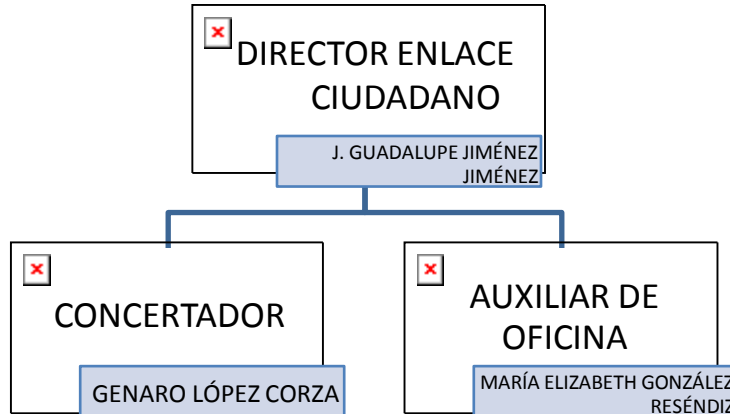 DIRECTOR ENLACE
CIUDADANO
J. GUADALUPE JIMÉNEZ
JIMÉNEZ
CONCERTADOR
GENARO LÓPEZ CORZA
AUXILIAR DE
OFICINA
MARÍA ELIZABETH GONZÁLEZ
RESÉNDIZ